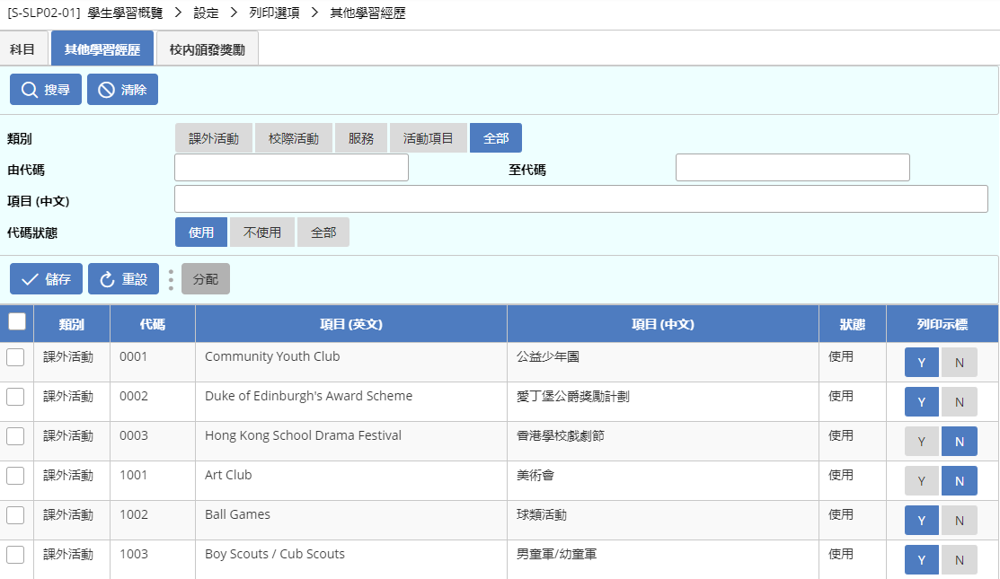 [S-SLP02-01] 學生學習概覽 > 設定 > 列印選項 > 其他學習經歷
科目 其他學習經歷 校內頒發獎勵
搜尋 清除
類別 課外活動 校際活動 服務 活動項目 全部
由代碼 至代碼
項目 (中文)
代碼狀態 使用 不使用 全部
儲存 重設 分配
類別 代碼 項目 (英文) 項目 (中文) 狀態 列印示標
課外活動 0001 Community Youth Club 公益少年團 使用 Y N
課外活動 0002 Duke of Edinburgh's Award Scheme 愛丁堡公爵獎勵計劃 使用 Y N
課外活動 0003 Hong Kong School Drama Festival 香港學校戲劇節 使用 Y N
課外活動 1001 Art Club 美術會 使用 Y N
課外活動 1002 Ball Games 球類活動 使用 Y N
課外活動 1003 Boy Scouts / Cub Scouts 男童軍/幼童軍 使用 Y N